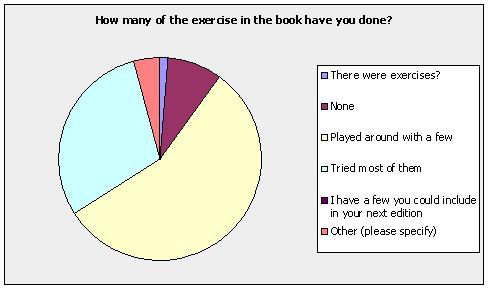 How many of the exercise in the book have you done?
There were exercises?
None
Played around with a few
Tried most of them
I have a few you could include
in your next edition
Other (please specify)